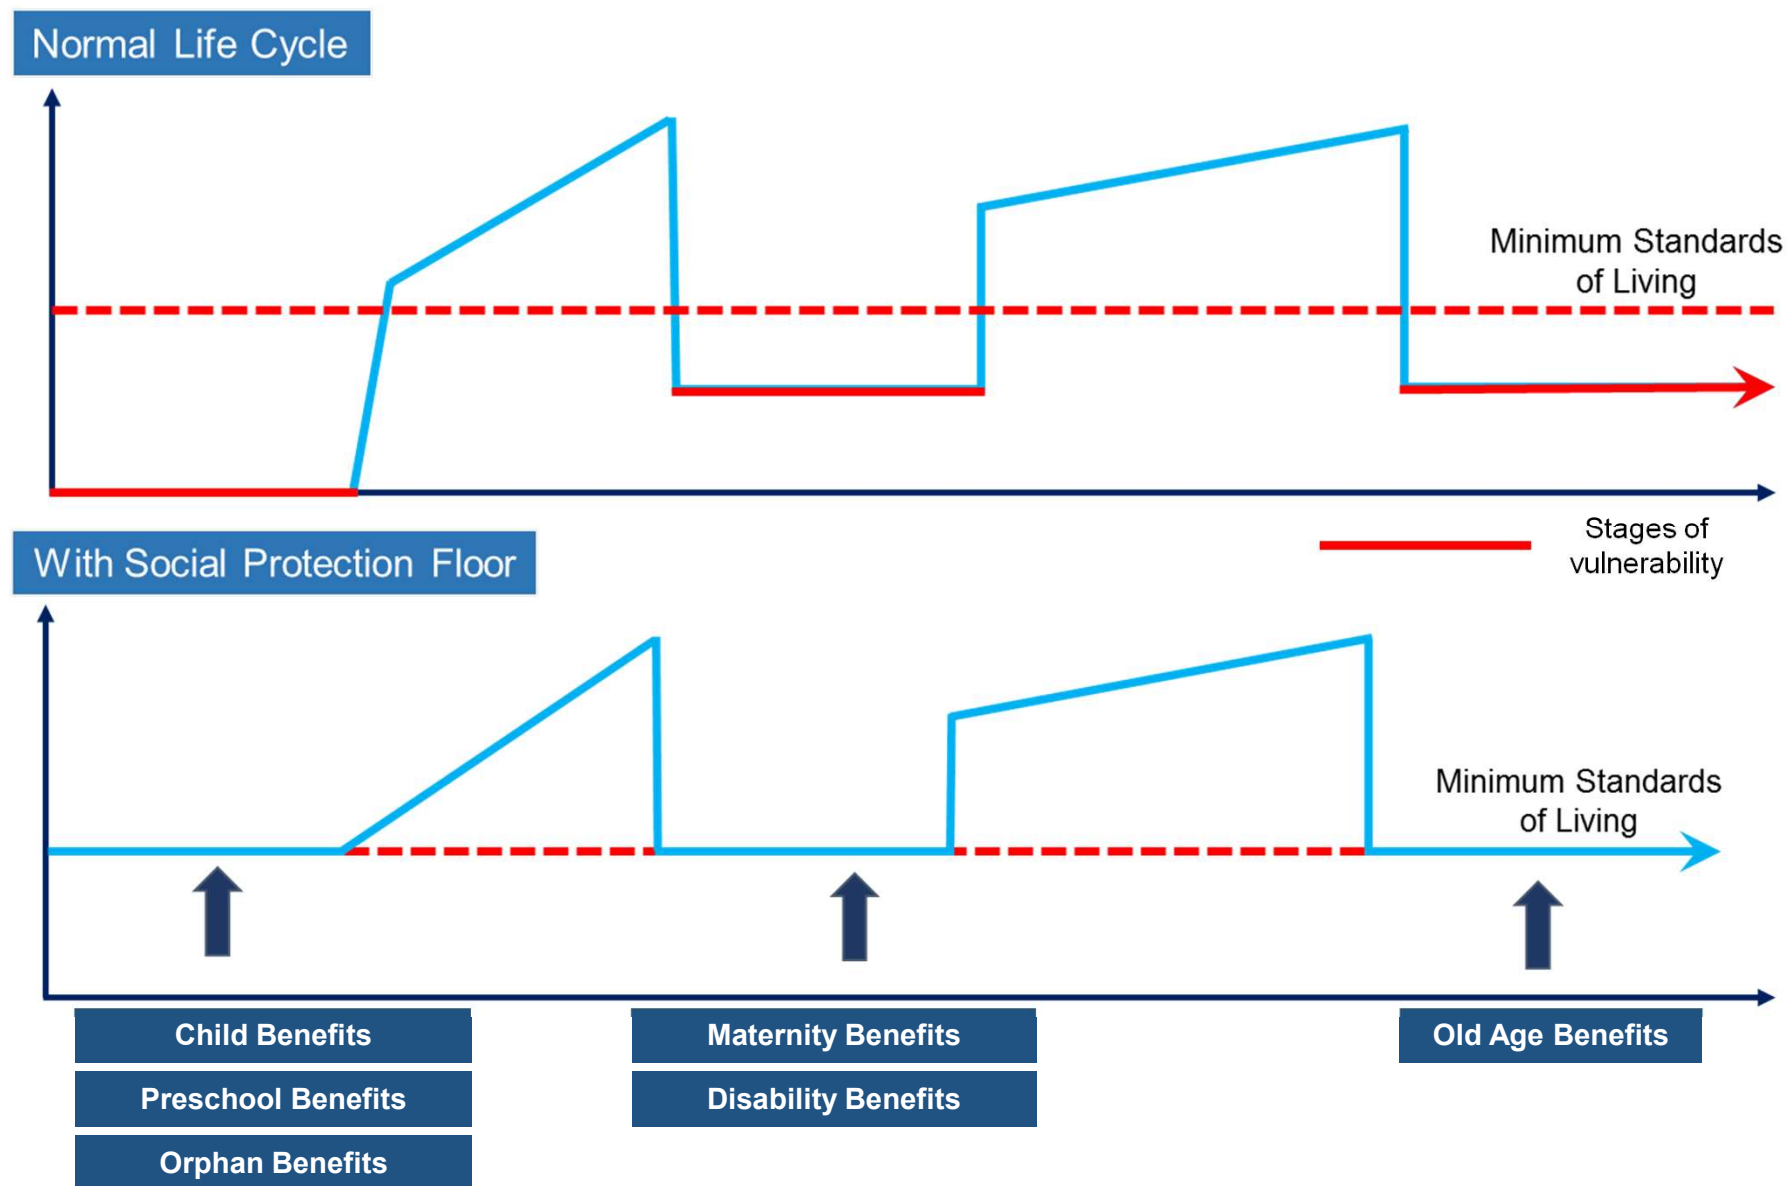 Normal Life Cycle
Minimum Standards
of Living
Stages of
vulnerability
With Social Protection Floor
Minimum Standards
of Living
Child Benefits
Preschool Benefits
Orphan Benefits
Maternity Benefits
Disability Benefits
Old Age Benefits